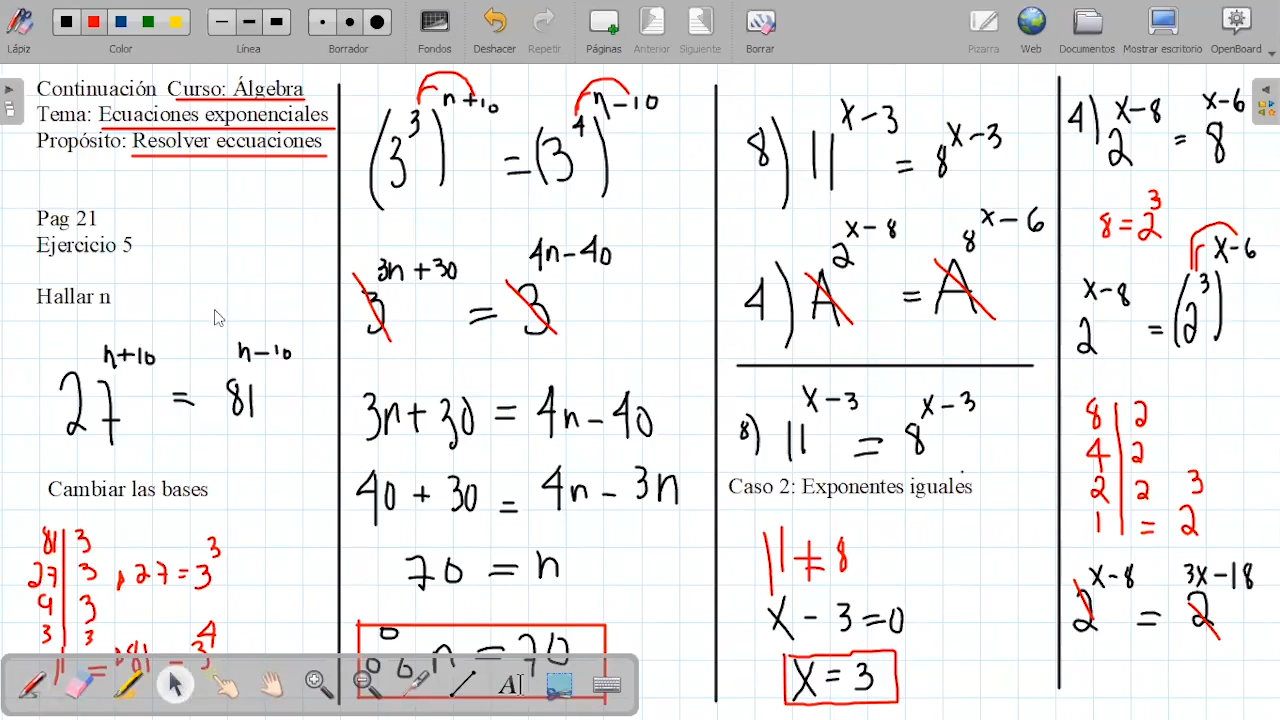 Lápiz
Color
Línea
Borrador
Fondos
Deshacer
Repetir
Páginas
Anterior
Siguiente
Borrar
Pizarra
Web
Documentos
Mostrar escritorio
OpenBoard
Continuación Curso: Álgebra
Tema: Ecuaciones exponenciales
Propósito: Resolver eccuaciones
Pag 21
Ejercicio 5
Hallar n
27^(n+10) = 81^(n-10)
Cambiar las bases
81 | 3
27 | 3 , 27 = 3^3
9 | 3
3 | 3
1 = , 81 = 3^4
(3^3)^(n+10) = (3^4)^(n-10)
3^(3n+30) = 3^(4n-40)
3n+30 = 4n-40
40+30 = 4n-3n
70 = n
n = 70
8) 11^(x-3) = 8^(x-3)
4) A^(2^(x-8)) = A^(8^(x-6))
8) 11^(x-3) = 8^(x-3)
Caso 2: Exponentes iguales
11 ≠ 8
x - 3 = 0
x = 3
4) 2^(x-8) = 8^(x-6)
8 = 2^3
2^(x-8) = (2^3)^(x-6)
8 | 2
4 | 2
2 | 2
1 = 2^3
2^(x-8) = 2^(3x-18)